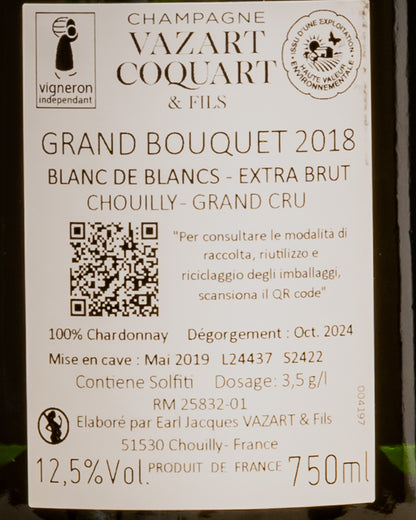 CHAMPAGNE
VAZART
COQUART
& FILS
vigneron
indépendant
ISSU D'UNE EXPLOITATION
HAUTE VALEUR
ENVIRONNEMENTALE
GRAND BOUQUET 2018
BLANC DE BLANCS - EXTRA BRUT
CHOUILLY - GRAND CRU
"Per consultare le modalità di
raccolta, riutilizzo e
riciclaggio degli imballaggi,
scansiona il QR code"
100% Chardonnay Dégorgement : Oct. 2024
Mise en cave : Mai 2019 L24437 S2422
Contiene Solfiti Dosage: 3,5 g/l
RM 25832-01
Elaboré par Earl Jacques VAZART & Fils
51530 Chouilly- France
004197
12,5%Vol. PRODUIT DE FRANCE 750ml